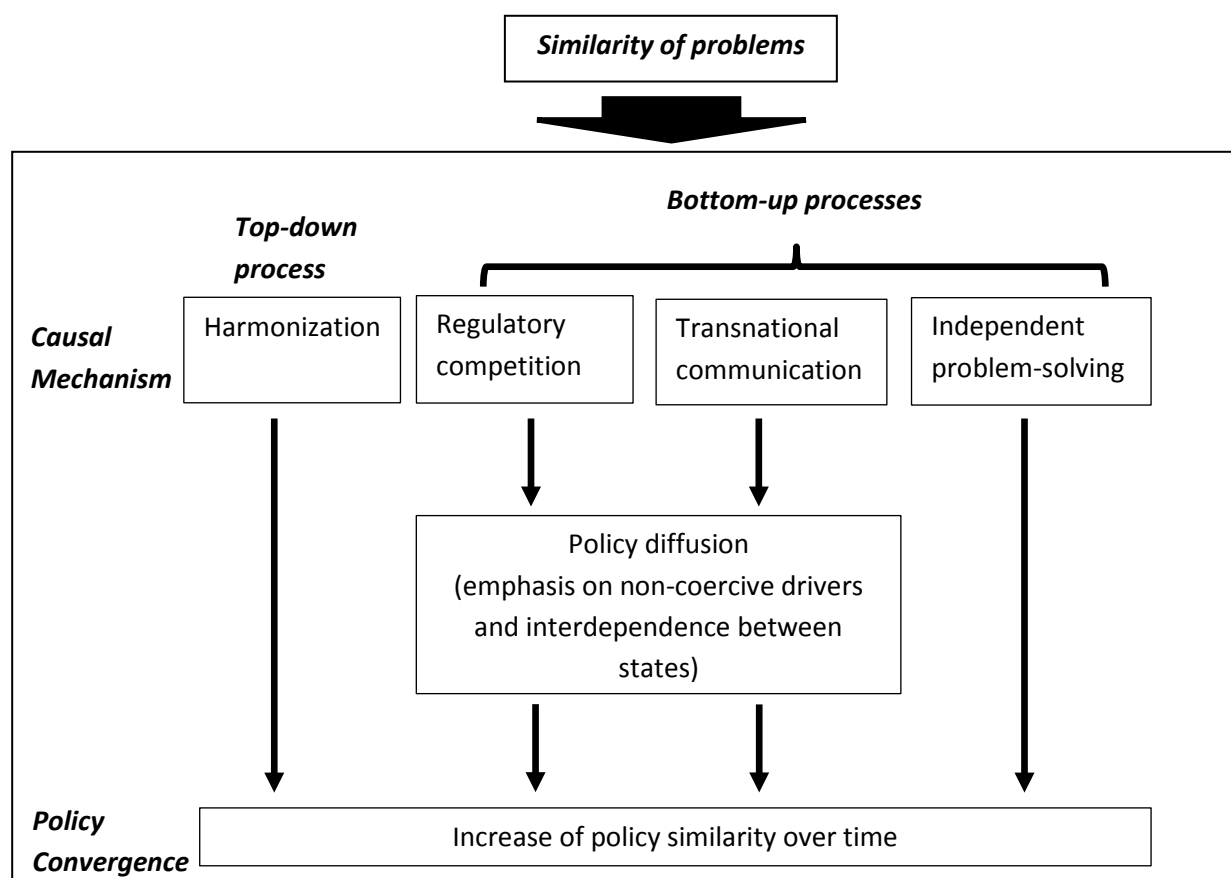 Similarity of problems
Bottom-up processes
Top-down
process
Causal
Mechanism
Harmonization
Regulatory
competition
Transnational
communication
Independent
problem-solving
Policy diffusion
(emphasis on non-coercive drivers
and interdependence between
states)
Policy
Convergence
Increase of policy similarity over time